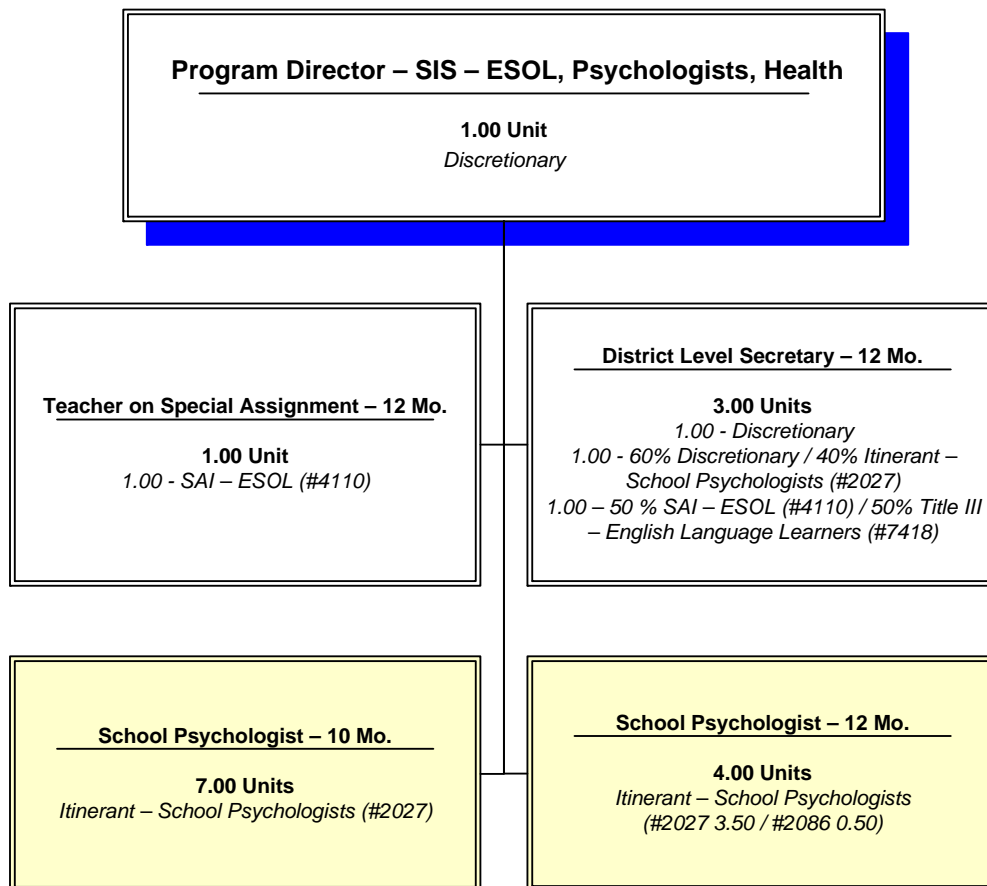 Program Director – SIS – ESOL, Psychologists, Health
1.00 Unit
Discretionary
Teacher on Special Assignment – 12 Mo.
1.00 Unit
1.00 - SAI – ESOL (#4110)
District Level Secretary – 12 Mo.
3.00 Units
1.00 - Discretionary
1.00 - 60% Discretionary / 40% Itinerant –
School Psychologists (#2027)
1.00 – 50 % SAI – ESOL (#4110) / 50% Title III
– English Language Learners (#7418)
School Psychologist – 10 Mo.
7.00 Units
Itinerant – School Psychologists (#2027)
School Psychologist – 12 Mo.
4.00 Units
Itinerant – School Psychologists
(#2027 3.50 / #2086 0.50)